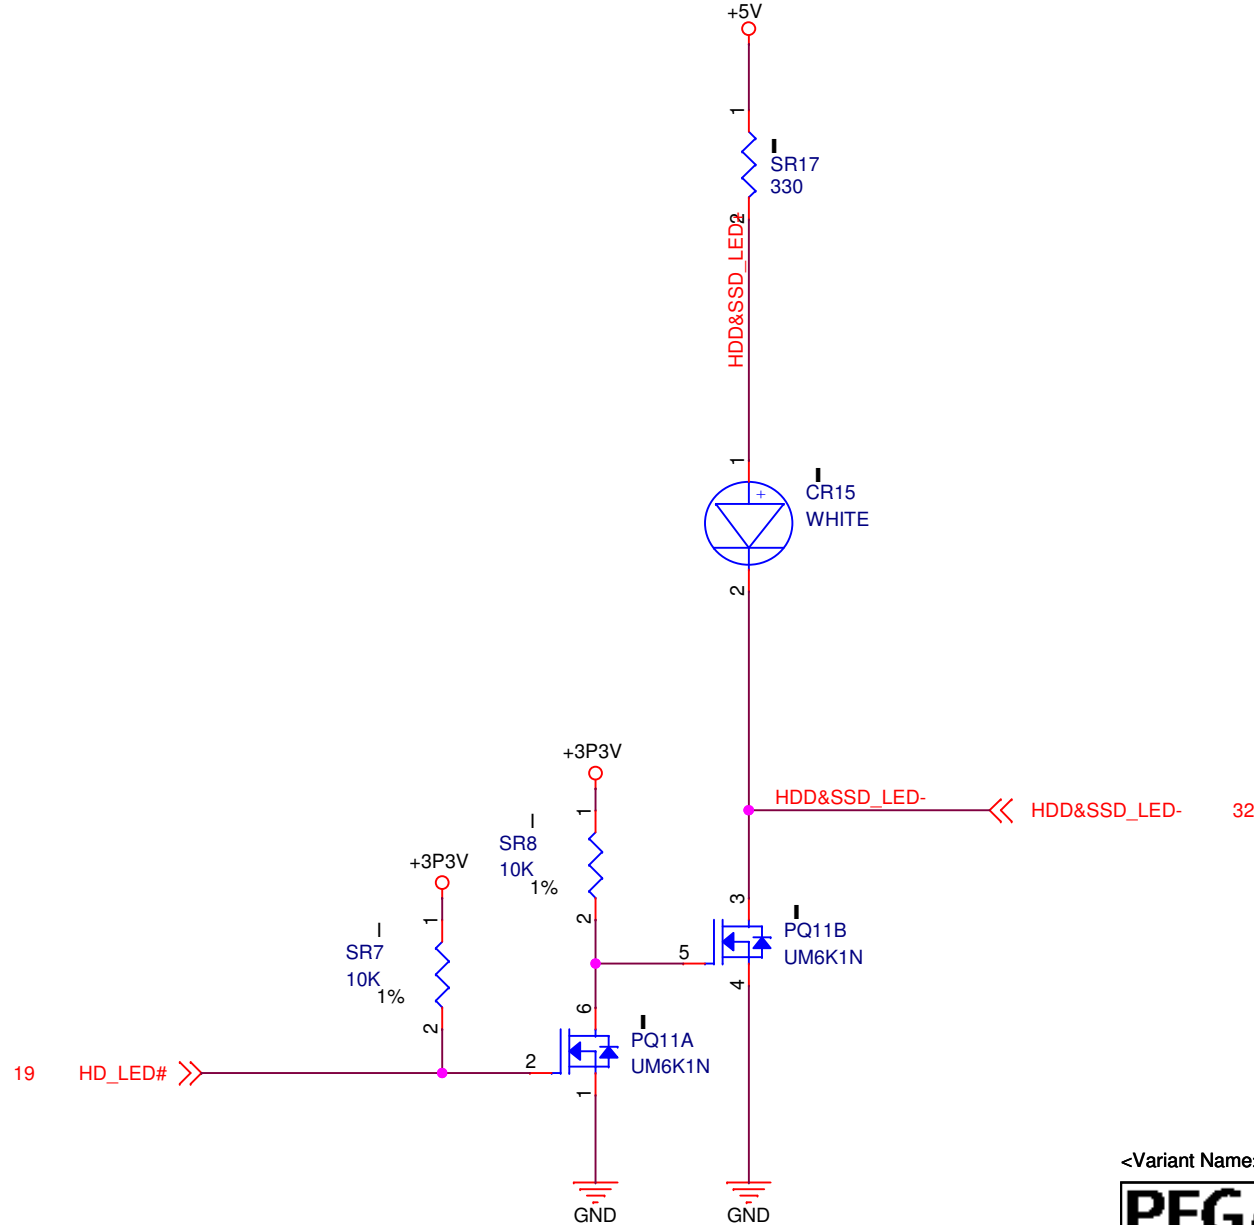 +5V
1
I
SR17
330
2
HDD&SSD_LED+
1
+
I
CR15
WHITE
2
+3P3V
1
I
SR8
10K
1%
2
HDD&SSD_LED-
HDD&SSD_LED- 32
+3P3V
1
I
SR7
10K
1%
2
3
I
PQ11B
UM6K1N
5
4
6
I
PQ11A
UM6K1N
2
1
19 HD_LED#
GND
GND
<Variant Name